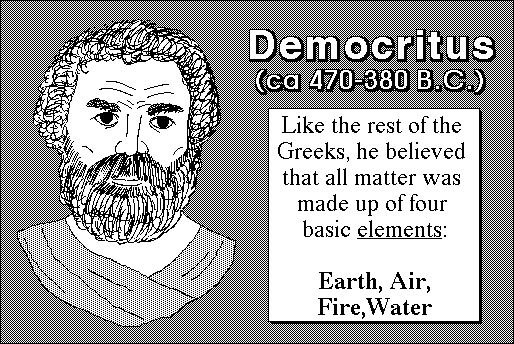 Democritus
(ca 470-380 B.C.)
Like the rest of the
Greeks, he believed
that all matter was
made up of four
basic elements:
Earth, Air,
Fire,Water